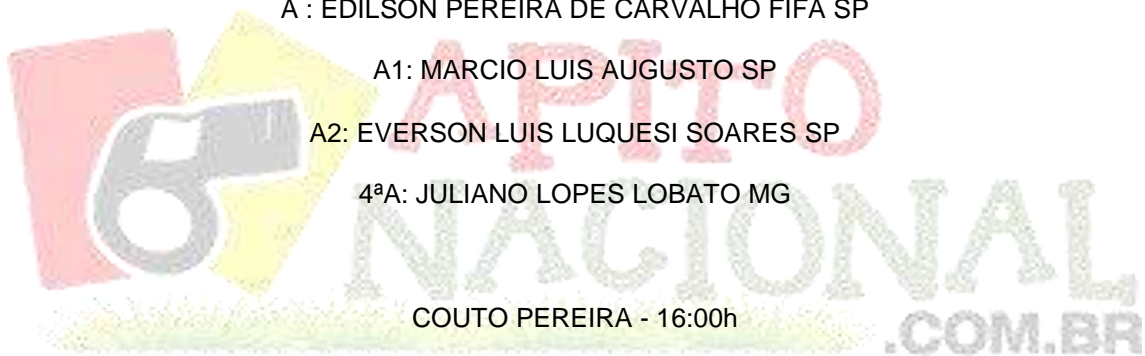 A : EDILSON PEREIRA DE CARVALHO FIFA SP
A1: MARCIO LUIS AUGUSTO SP
A2: EVERSON LUIS LUQUESI SOARES SP
4ªA: JULIANO LOPES LOBATO MG
COUTO PEREIRA - 16:00h
APITO
NACIONAL
.COM.BR